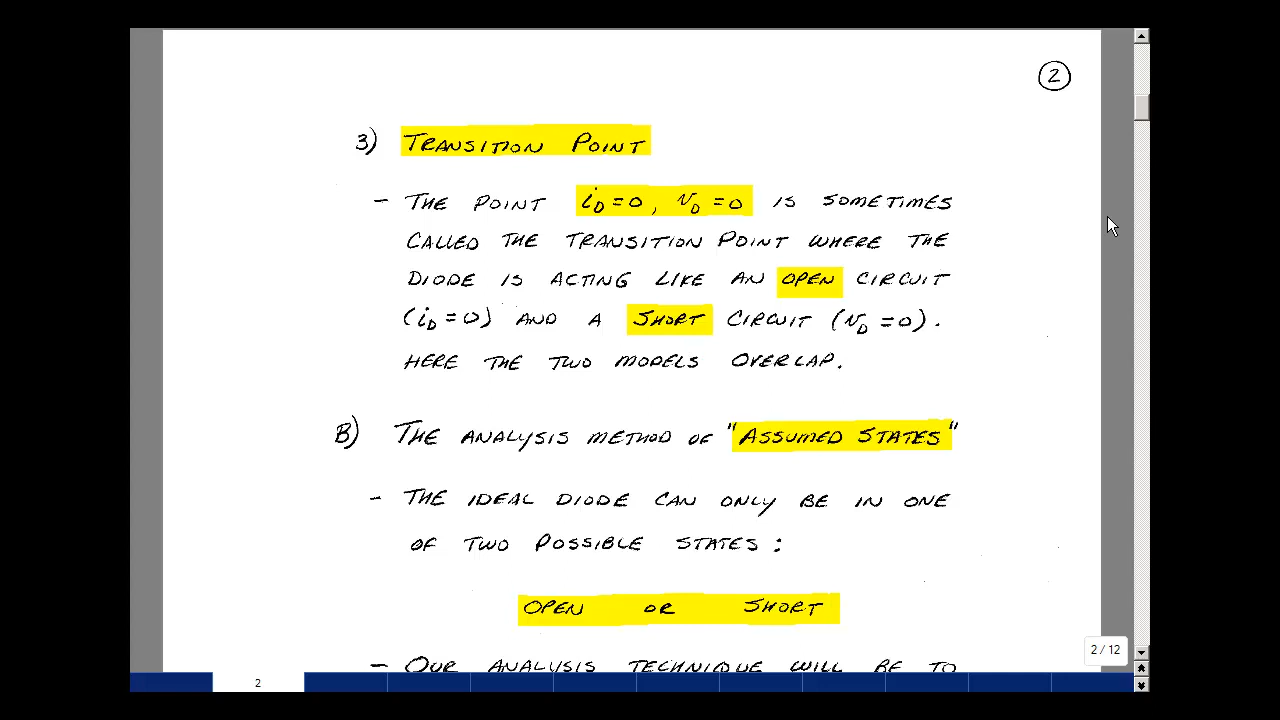 2
3) TRANSITION POINT
- THE POINT iD=0, VD=0 IS SOMETIMES
CALLED THE TRANSITION POINT WHERE THE
DIODE IS ACTING LIKE AN OPEN CIRCUIT
(iD=0) AND A SHORT CIRCUIT (VD=0).
HERE THE TWO MODELS OVERLAP.
B) THE ANALYSIS METHOD OF "ASSUMED STATES"
- THE IDEAL DIODE CAN ONLY BE IN ONE
OF TWO POSSIBLE STATES:
OPEN OR SHORT
- OUR ANALYSIS TECHNIQUE WILL BE TO
2 / 12
2